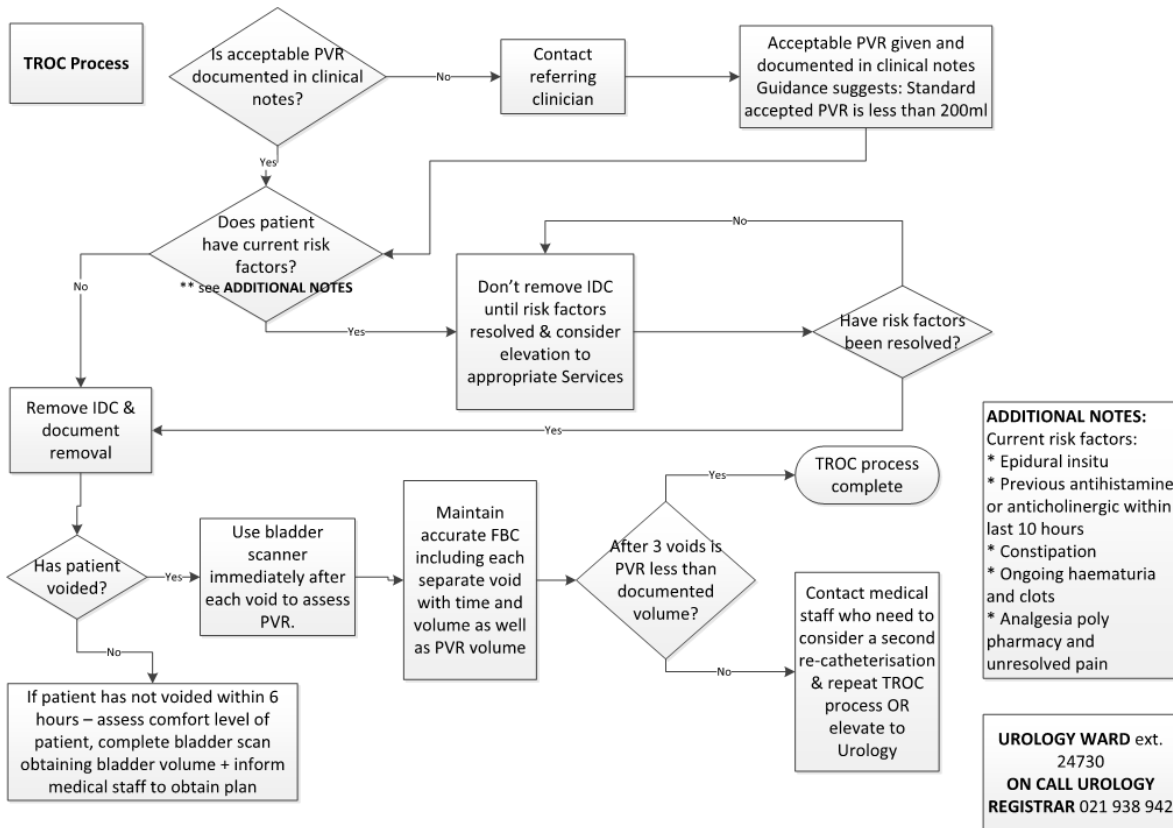 TROC Process
Is acceptable PVR
documented in clinical
notes?
No
Contact
referring
clinician
Acceptable PVR given and
documented in clinical notes
Guidance suggests: Standard
accepted PVR is less than 200ml
Yes
Does patient
have current risk
factors?
** see ADDITIONAL NOTES
No
Yes
Don't remove IDC
until risk factors
resolved & consider
elevation to
appropriate Services
No
Have risk factors
been resolved?
Yes
Remove IDC &
document
removal
Has patient
voided?
Yes
No
If patient has not voided within 6
hours – assess comfort level of
patient, complete bladder scan
obtaining bladder volume + inform
medical staff to obtain plan
Use bladder
scanner
immediately after
each void to assess
PVR.
Maintain
accurate FBC
including each
separate void
with time and
volume as well
as PVR volume
After 3 voids is
PVR less than
documented
volume?
Yes
TROC process
complete
No
Contact medical
staff who need to
consider a second
re-catheterisation
& repeat TROC
process OR
elevate to
Urology
ADDITIONAL NOTES:
Current risk factors:
* Epidural insitu
* Previous antihistamine
or anticholinergic within
last 10 hours
* Constipation
* Ongoing haematuria
and clots
* Analgesia poly
pharmacy and
unresolved pain
UROLOGY WARD ext.
24730
ON CALL UROLOGY
REGISTRAR 021 938 942